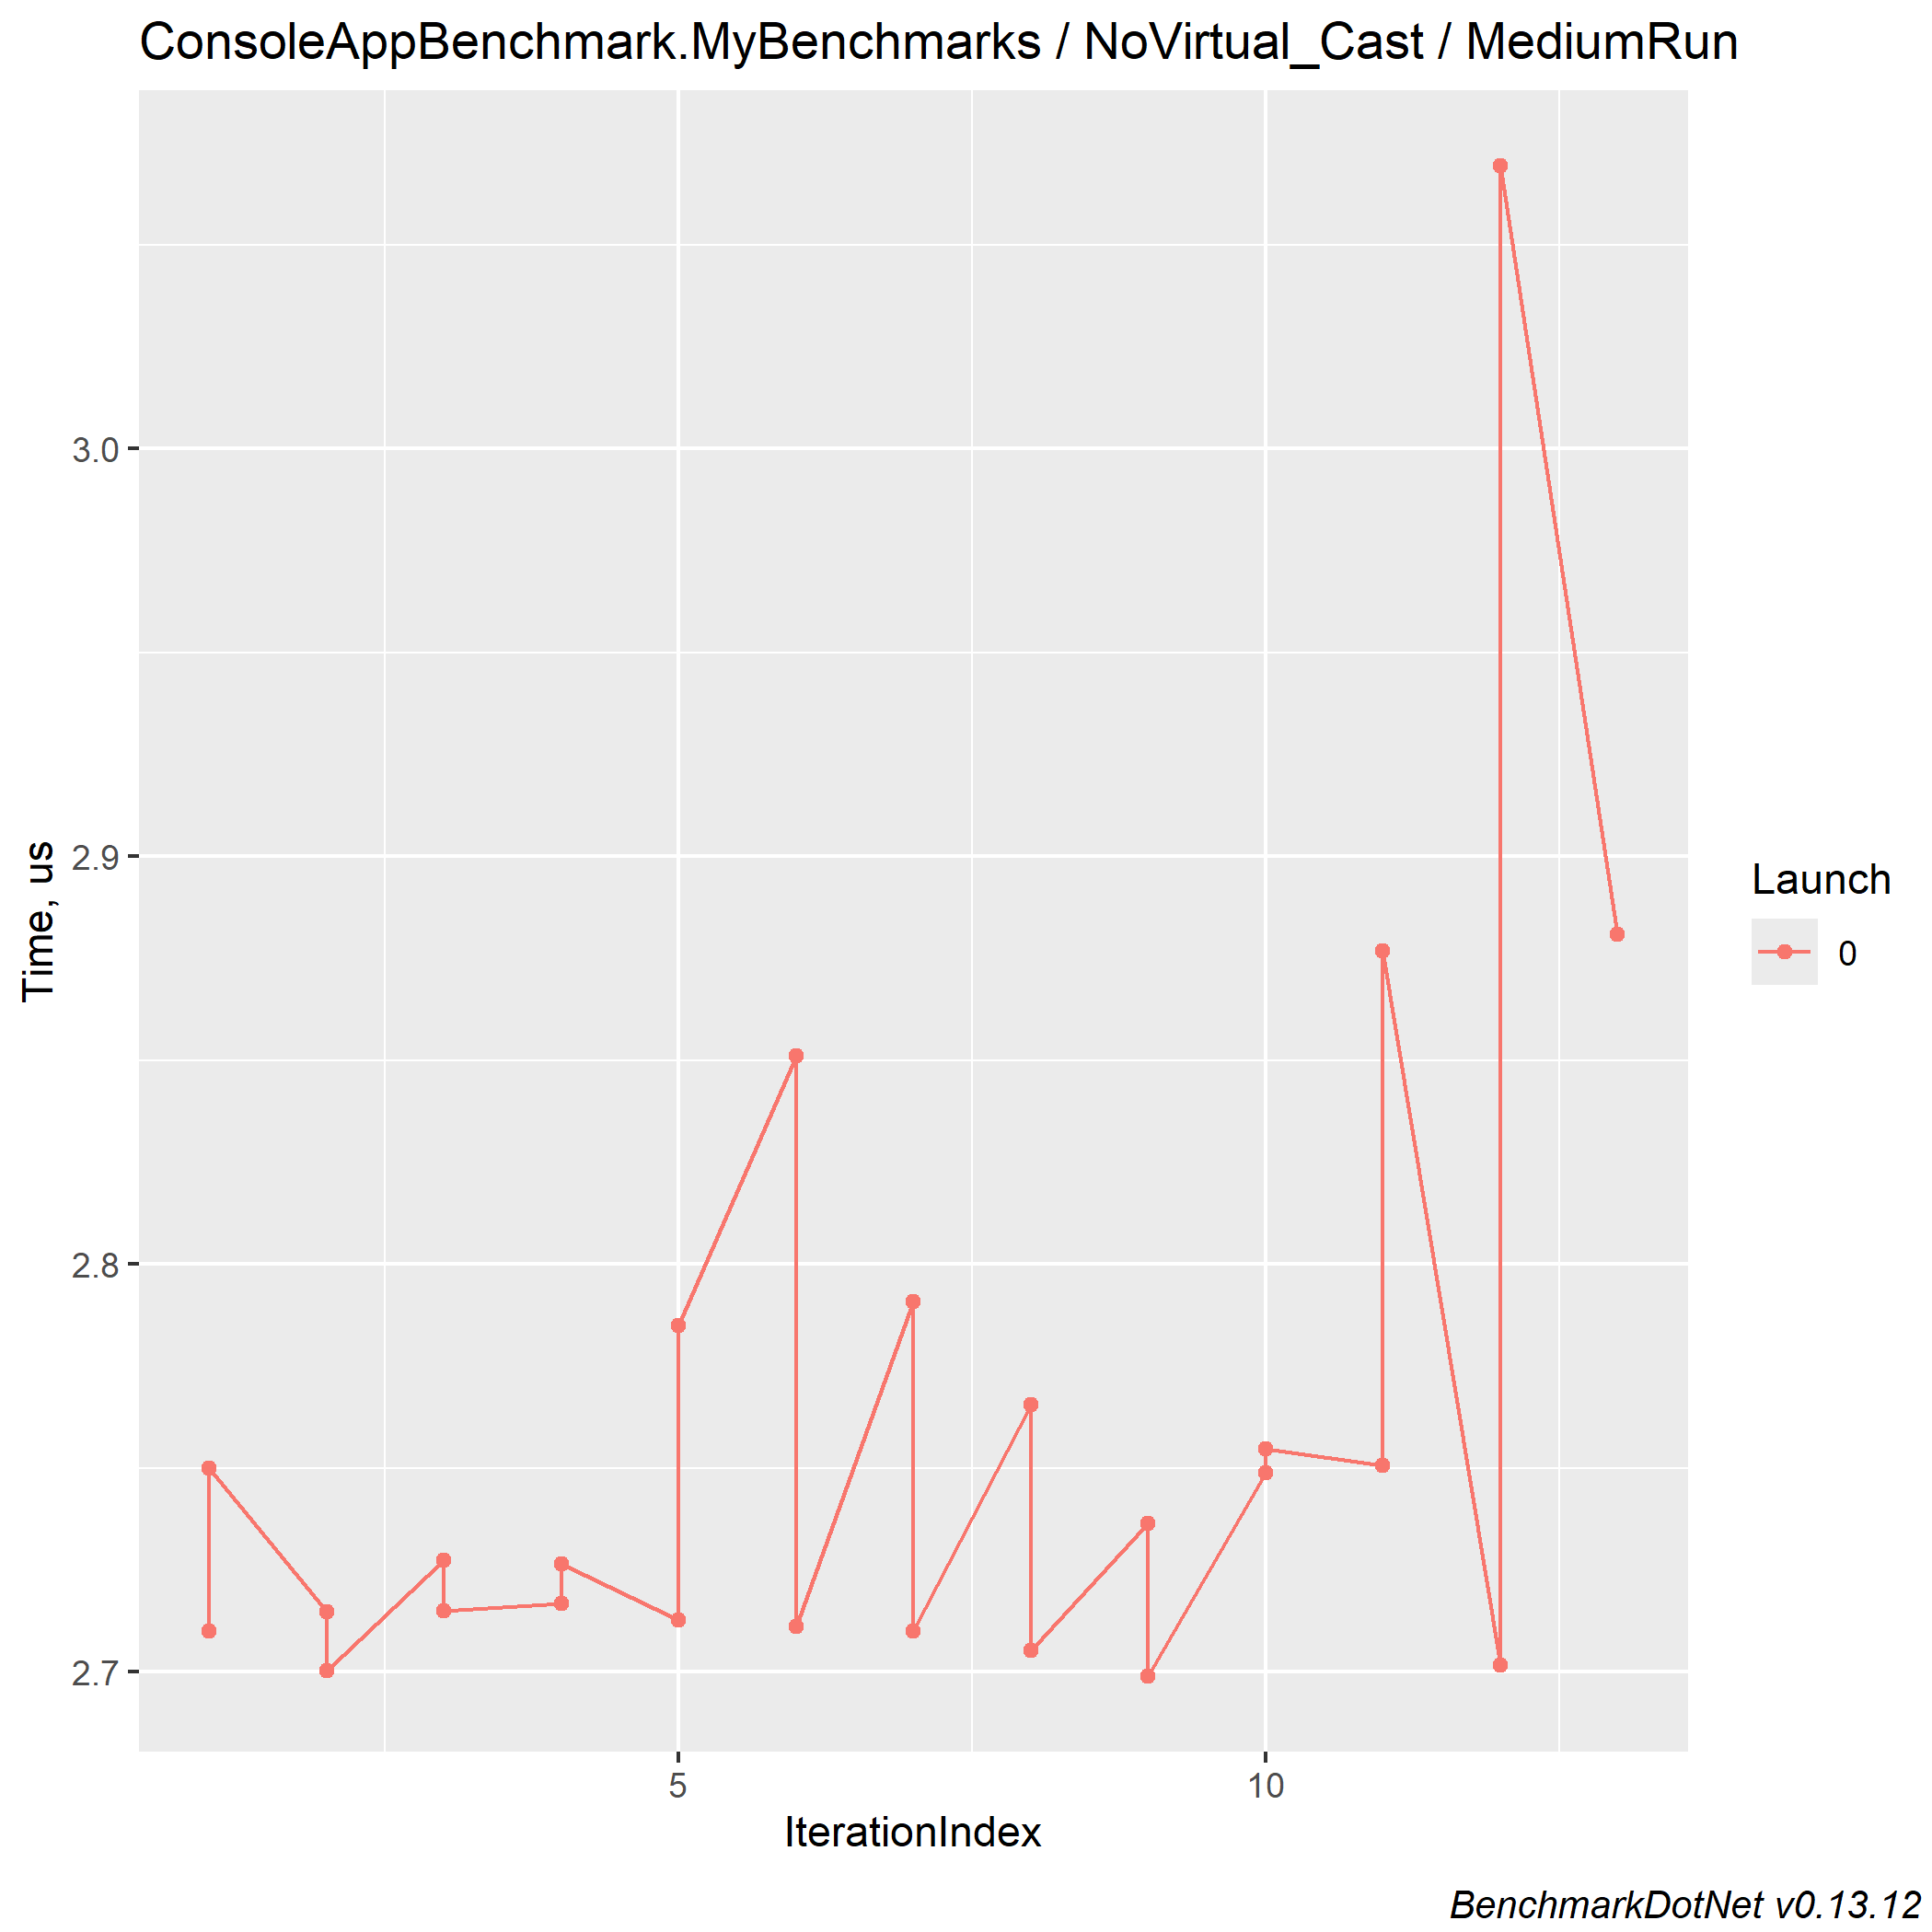 ConsoleAppBenchmark.MyBenchmarks / NoVirtual_Cast / MediumRun
Time, us
3.0
2.9
2.8
2.7
5
10
IterationIndex
Launch
0
BenchmarkDotNet v0.13.12